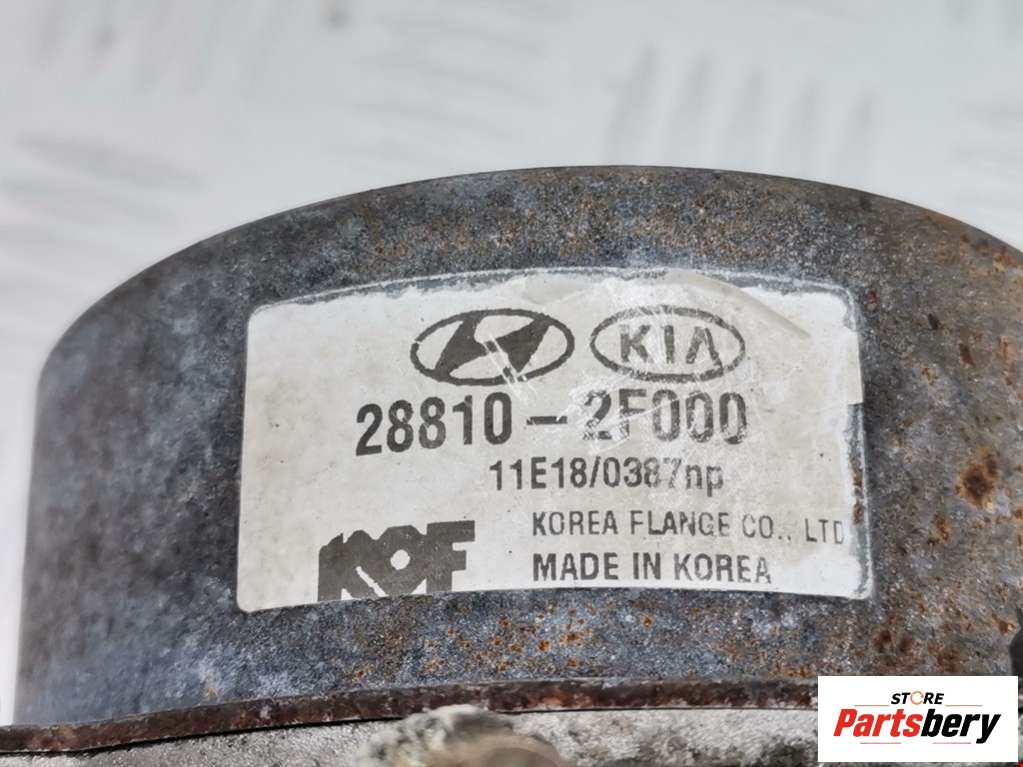 KIA
28810-2F000
11E18/0387np
KOREA FLANGE CO., LTD
KOF
MADE IN KOREA
STORE
Partsbery